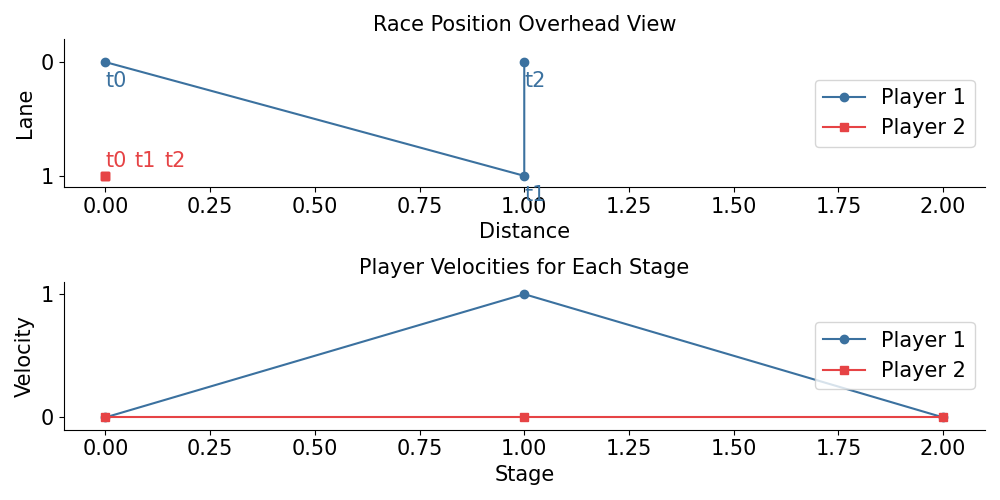 Race Position Overhead View
Lane
0
1
t0
t2
t0 t1 t2
t1
Player 1
Player 2
0.00 0.25 0.50 0.75 1.00 1.25 1.50 1.75 2.00
Distance
Player Velocities for Each Stage
Velocity
1
0
Player 1
Player 2
0.00 0.25 0.50 0.75 1.00 1.25 1.50 1.75 2.00
Stage